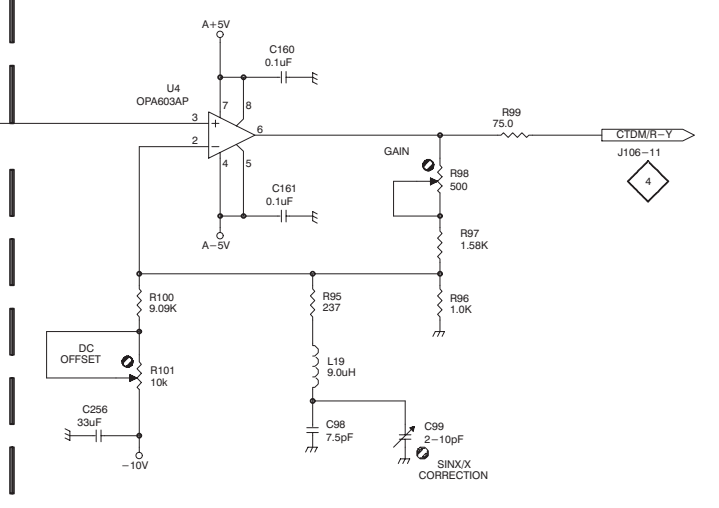 A+5V
C160
0.1uF
U4
OPA603AP
7
8
3
+
6
2
−
4
5
R99
75.0
CTDM/R−Y
J106−11
4
GAIN
R98
500
C161
0.1uF
A−5V
R97
1.58K
R100
9.09K
R95
237
R96
1.0K
DC
OFFSET
R101
10k
L19
9.0uH
C256
33uF
−10V
C98
7.5pF
C99
2−10pF
SINX/X
CORRECTION